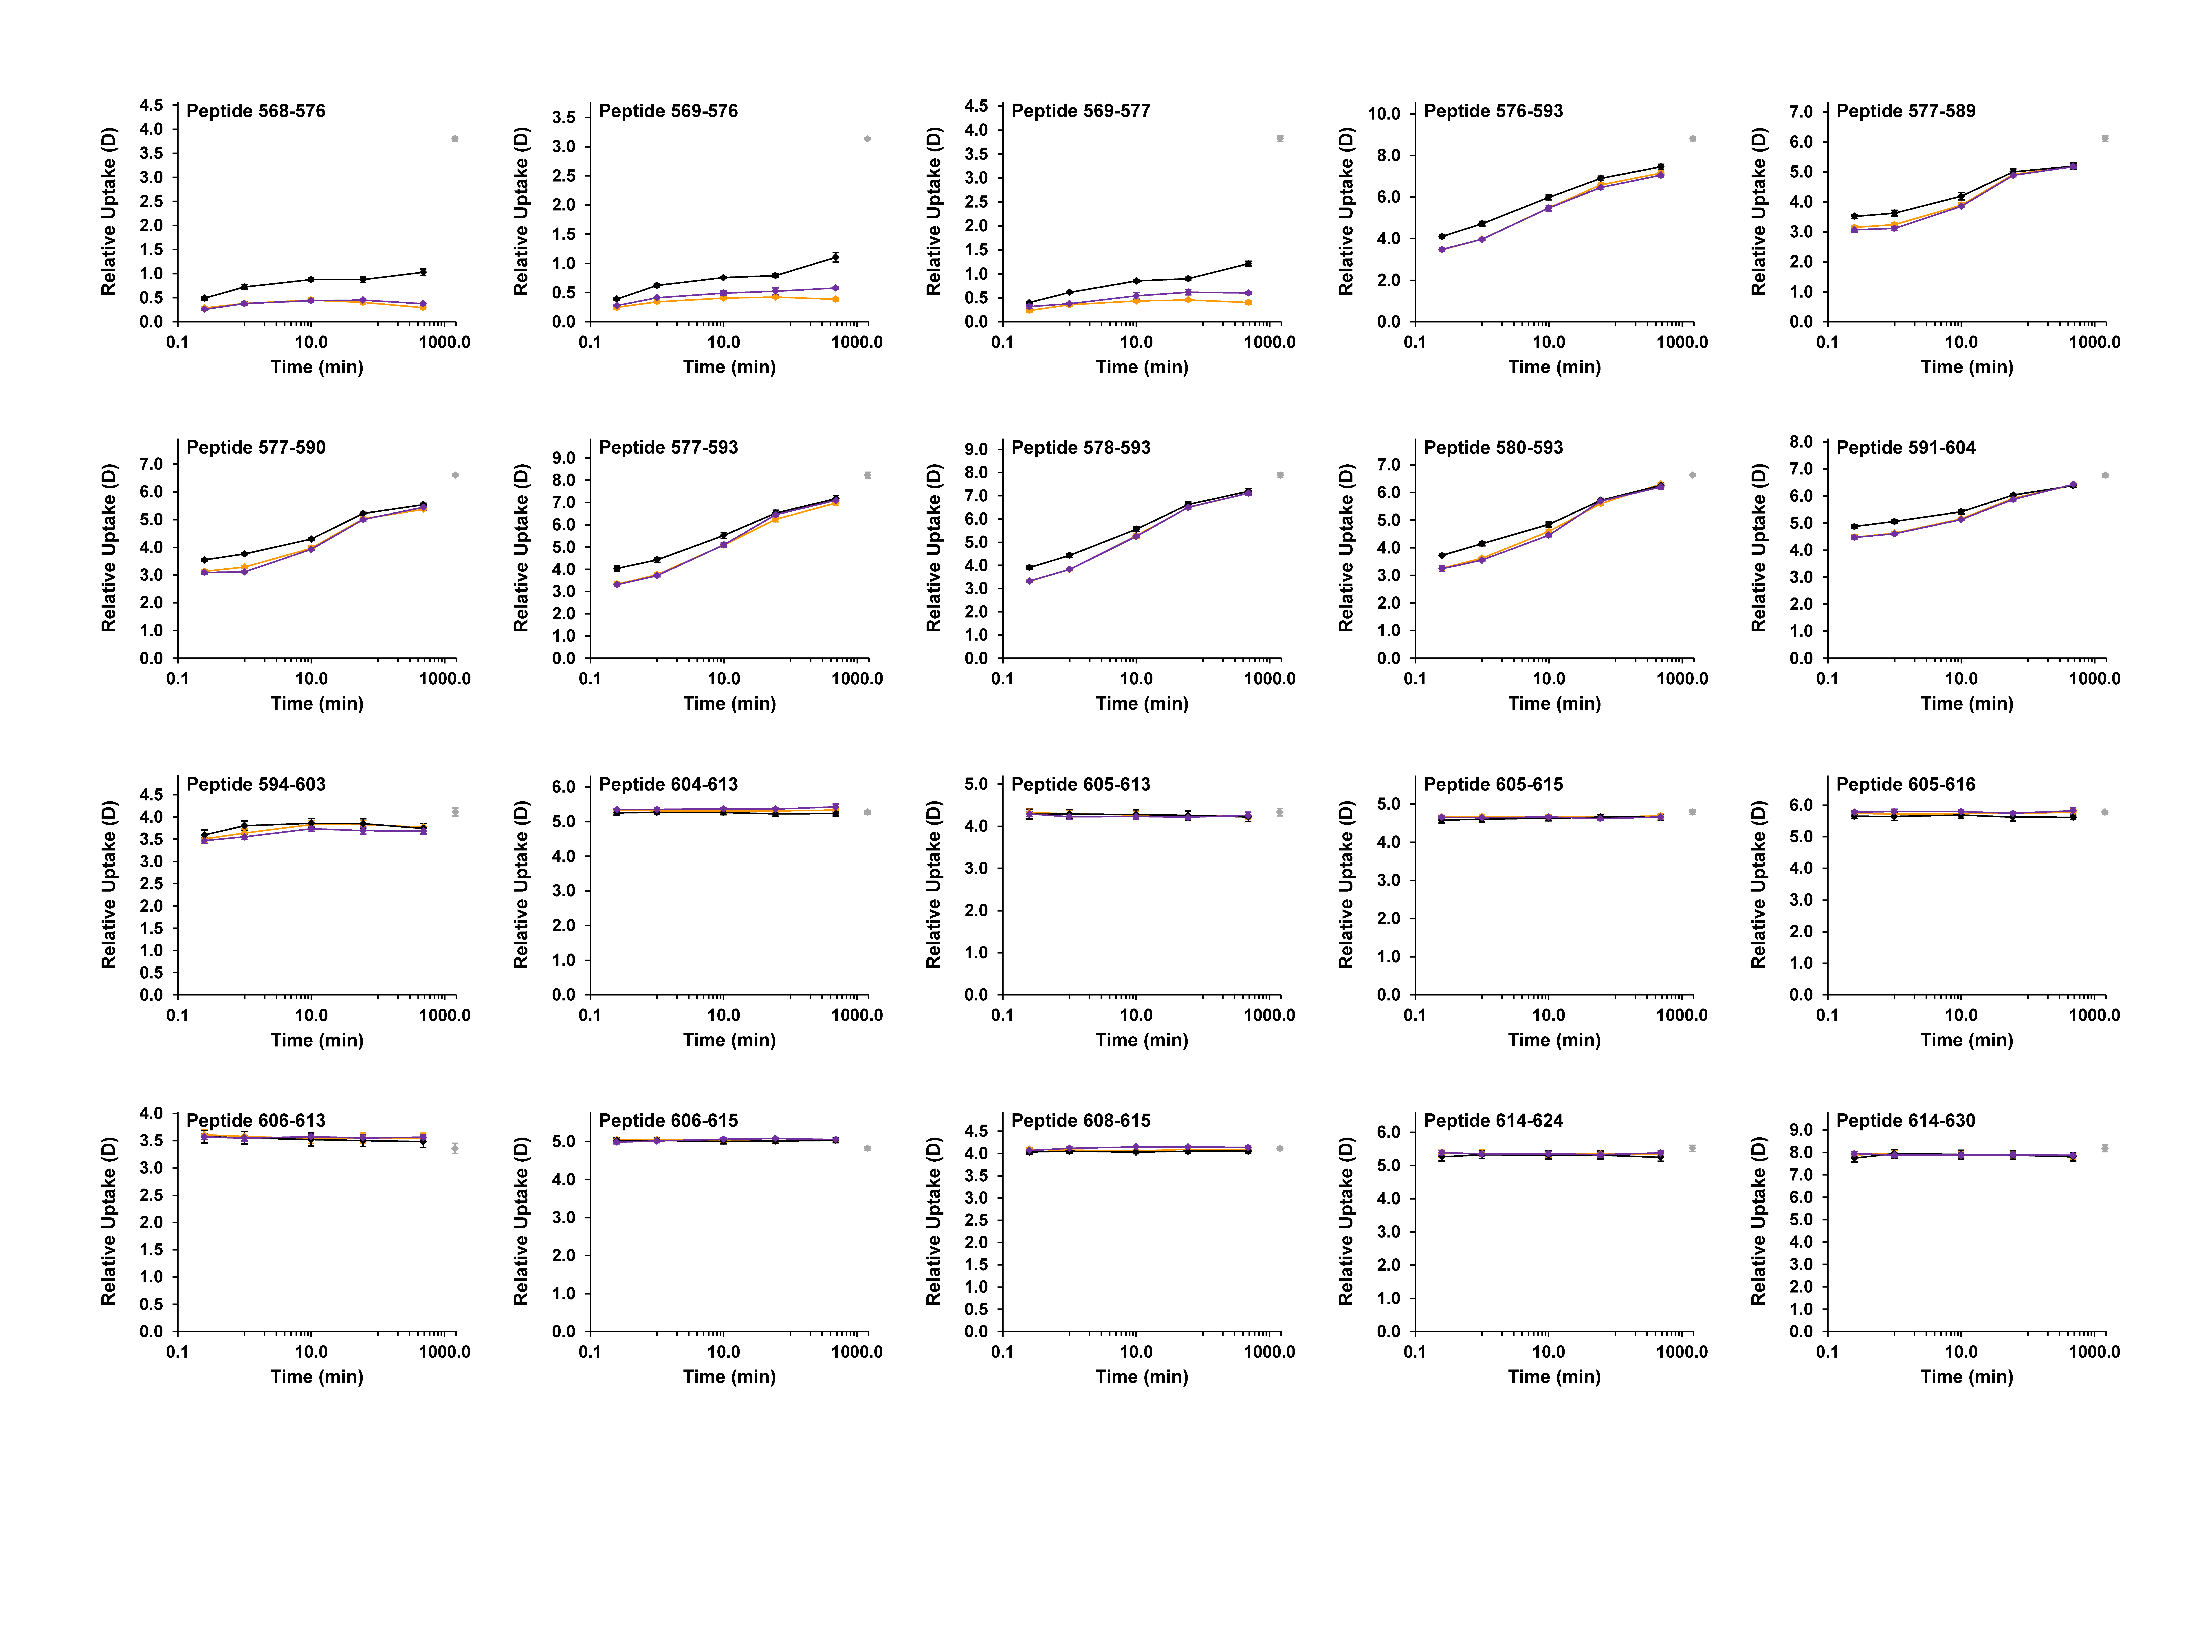 Peptide 568-576
Relative Uptake (D)
4.5
4.0
3.5
3.0
2.5
2.0
1.5
1.0
0.5
0.0
0.1 10.0 1000.0
Time (min)
Peptide 569-576
Relative Uptake (D)
3.5
3.0
2.5
2.0
1.5
1.0
0.5
0.0
0.1 10.0 1000.0
Time (min)
Peptide 569-577
Relative Uptake (D)
4.5
4.0
3.5
3.0
2.5
2.0
1.5
1.0
0.5
0.0
0.1 10.0 1000.0
Time (min)
Peptide 576-593
Relative Uptake (D)
10.0
8.0
6.0
4.0
2.0
0.0
0.1 10.0 1000.0
Time (min)
Peptide 577-589
Relative Uptake (D)
7.0
6.0
5.0
4.0
3.0
2.0
1.0
0.0
0.1 10.0 1000.0
Time (min)
Peptide 577-590
Relative Uptake (D)
7.0
6.0
5.0
4.0
3.0
2.0
1.0
0.0
0.1 10.0 1000.0
Time (min)
Peptide 577-593
Relative Uptake (D)
9.0
8.0
7.0
6.0
5.0
4.0
3.0
2.0
1.0
0.0
0.1 10.0 1000.0
Time (min)
Peptide 578-593
Relative Uptake (D)
9.0
8.0
7.0
6.0
5.0
4.0
3.0
2.0
1.0
0.0
0.1 10.0 1000.0
Time (min)
Peptide 580-593
Relative Uptake (D)
7.0
6.0
5.0
4.0
3.0
2.0
1.0
0.0
0.1 10.0 1000.0
Time (min)
Peptide 591-604
Relative Uptake (D)
8.0
7.0
6.0
5.0
4.0
3.0
2.0
1.0
0.0
0.1 10.0 1000.0
Time (min)
Peptide 594-603
Relative Uptake (D)
4.5
4.0
3.5
3.0
2.5
2.0
1.5
1.0
0.5
0.0
0.1 10.0 1000.0
Time (min)
Peptide 604-613
Relative Uptake (D)
6.0
5.0
4.0
3.0
2.0
1.0
0.0
0.1 10.0 1000.0
Time (min)
Peptide 605-613
Relative Uptake (D)
5.0
4.0
3.0
2.0
1.0
0.0
0.1 10.0 1000.0
Time (min)
Peptide 605-615
Relative Uptake (D)
5.0
4.0
3.0
2.0
1.0
0.0
0.1 10.0 1000.0
Time (min)
Peptide 605-616
Relative Uptake (D)
6.0
5.0
4.0
3.0
2.0
1.0
0.0
0.1 10.0 1000.0
Time (min)
Peptide 606-613
Relative Uptake (D)
4.0
3.5
3.0
2.5
2.0
1.5
1.0
0.5
0.0
0.1 10.0 1000.0
Time (min)
Peptide 606-615
Relative Uptake (D)
5.0
4.0
3.0
2.0
1.0
0.0
0.1 10.0 1000.0
Time (min)
Peptide 608-615
Relative Uptake (D)
4.5
4.0
3.5
3.0
2.5
2.0
1.5
1.0
0.5
0.0
0.1 10.0 1000.0
Time (min)
Peptide 614-624
Relative Uptake (D)
6.0
5.0
4.0
3.0
2.0
1.0
0.0
0.1 10.0 1000.0
Time (min)
Peptide 614-630
Relative Uptake (D)
9.0
8.0
7.0
6.0
5.0
4.0
3.0
2.0
1.0
0.0
0.1 10.0 1000.0
Time (min)